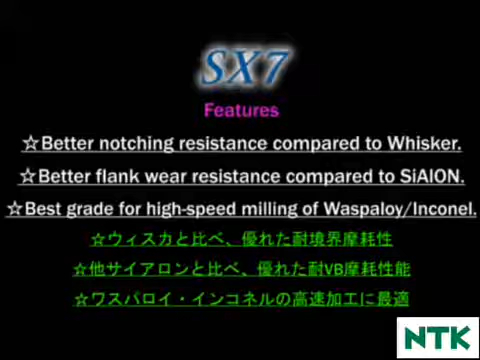 SX7
Features
☆Better notching resistance compared to Whisker.
☆Better flank wear resistance compared to SiAlON.
☆Best grade for high-speed milling of Waspaloy/Inconel.
☆ウィスカと比べ、優れた耐境界摩耗性
☆他サイアロンと比べ、優れた耐VB摩耗性能
☆ワスパロイ・インコネルの高速加工に最適
NTK